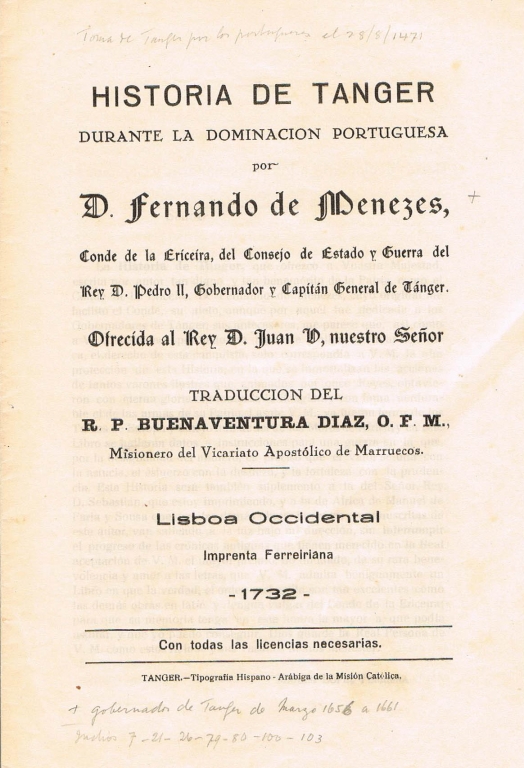 Toma de Tanger por los portugueses el 28/8/1471
HISTORIA DE TANGER
DURANTE LA DOMINACION PORTUGUESA
por
D. Fernando de Menezes, +
Conde de la Ericeira, del Consejo de Estado y Guerra del
Rey D. Pedro II, Gobernador y Capitán General de Tánger.
Ofrecida al Rey D. Juan V, nuestro Señor
TRADUCCION DEL
R. P. BUENAVENTURA DIAZ, O. F. M.,
Misionero del Vicariato Apostólico de Marruecos.
Lisboa Occidental
Imprenta Ferreiriana
- 1732 -
Con todas las licencias necesarias.
TANGER.—Tipografía Hispano - Arábiga de la Misión Católica.
+ gobernador de Tanger de Marzo 1656 a 1661
7-21-26-79-80-100-103